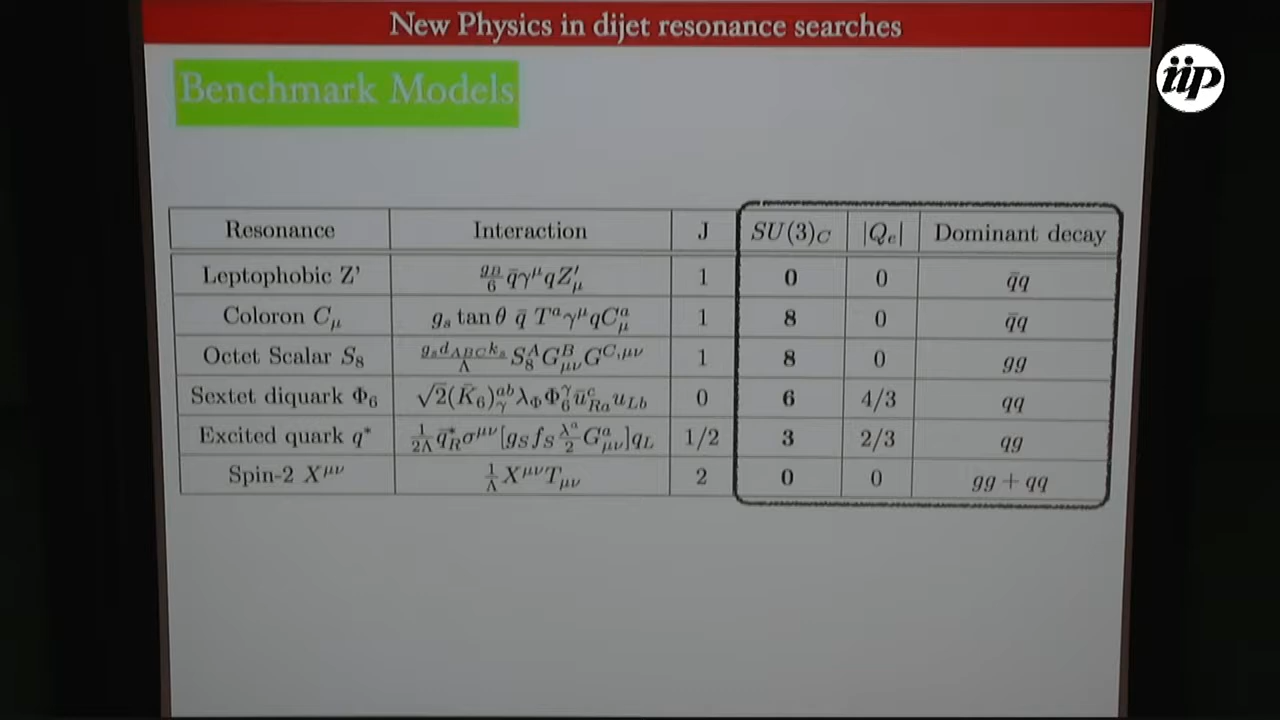 New Physics in dijet resonance searches
iip
Benchmark Models
Resonance Interaction J SU(3)_C |Q_e| Dominant decay
Leptophobic Z' g_B/6 q̄γ^μqZ'_μ 1 0 0 q̄q
Coloron C_μ g_s tan θ q̄ T^aγ^μqC^a_μ 1 8 0 q̄q
Octet Scalar S_8 g_s d_ABC k_s/Λ S^A_8 G^B_μν G^C,μν 1 8 0 gg
Sextet diquark Φ_6 √2(K̄_6)^ab_γ λ_Φ Φ^γ_6 ū^c_Ra u_Lb 0 6 4/3 qq
Excited quark q* 1/2Λ q̄*_R σ^μν[g_S f_S λ^a/2 G^a_μν]q_L 1/2 3 2/3 qg
Spin-2 X^μν 1/Λ X^μν T_μν 2 0 0 gg + qq